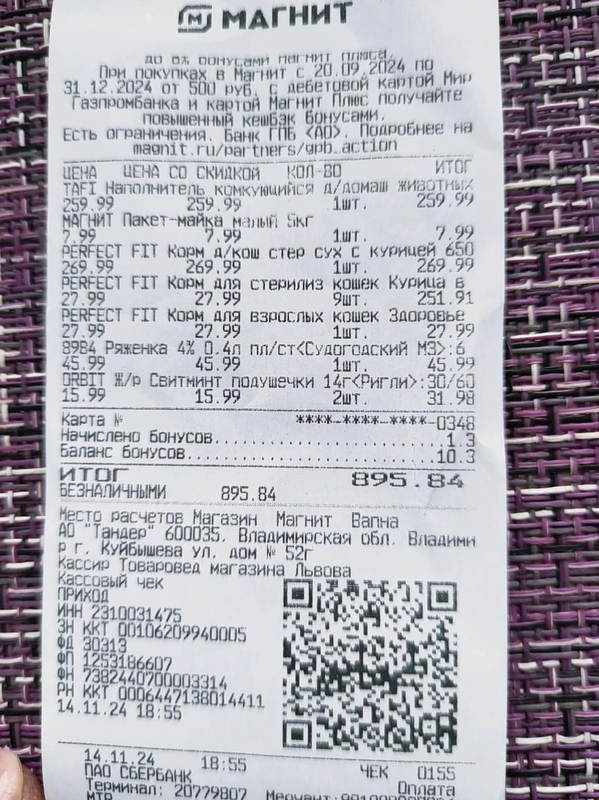 МАГНИТ
до 6% бонусами Магнит Плюса.
При покупках в Магнит с 20.09.2024 по
31.12.2024 от 500 руб. с дебетовой картой Мир
Газпромбанка и картой Магнит Плюс получайте
повышенный кешбэк бонусами.
Есть ограничения. Банк ГПБ <АО>. Подробнее на
magnit.ru/partners/gpb_action
ЦЕНА ЦЕНА СО СКИДКОЙ КОЛ-ВО ИТОГ
TAFI Наполнитель комкующийся д/домаш животных
259.99 259.99 1шт. 259.99
МАГНИТ Пакет-майка малый 5кг
7.99 7.99 1шт. 7.99
PERFECT FIT Корм д/кош стер сух с курицей 650
269.99 269.99 1шт. 269.99
PERFECT FIT Корм для стерилиз кошек Курица в
27.99 27.99 9шт. 251.91
PERFECT FIT Корм для взрослых кошек Здоровье
27.99 27.99 1шт. 27.99
8984 Ряженка 4% 0.4л пл/ст<Судогодский МЗ>:6
45.99 45.99 1шт. 45.99
ORBIT Ж/р Свитминт подушечки 14г<Ригли>:30/60
15.99 15.99 2шт. 31.98
Карта № ****-****-****-0348
Начислено бонусов 1.3
Баланс бонусов 10.3
ИТОГ 895.84
БЕЗНАЛИЧНЫМИ 895.84
Место расчетов Магазин Магнит Вапна
АО "Тандер" 600035. Владимирская обл. Владими
р г. Куйбышева ул. дом № 52г
Кассир Товаровед магазина Львова
Кассовый чек
ПРИХОД
ИНН 2310031475
ЗН ККТ 00106209940005
ФД 30313
ФП 1253186607
ФН 7382440700003314
РН ККТ 0006447138014411
14.11.24 18:55
14.11.24 18:55 ЧЕК 0155
ПАО СБЕРБАНК Оплата
Терминал: 20779807